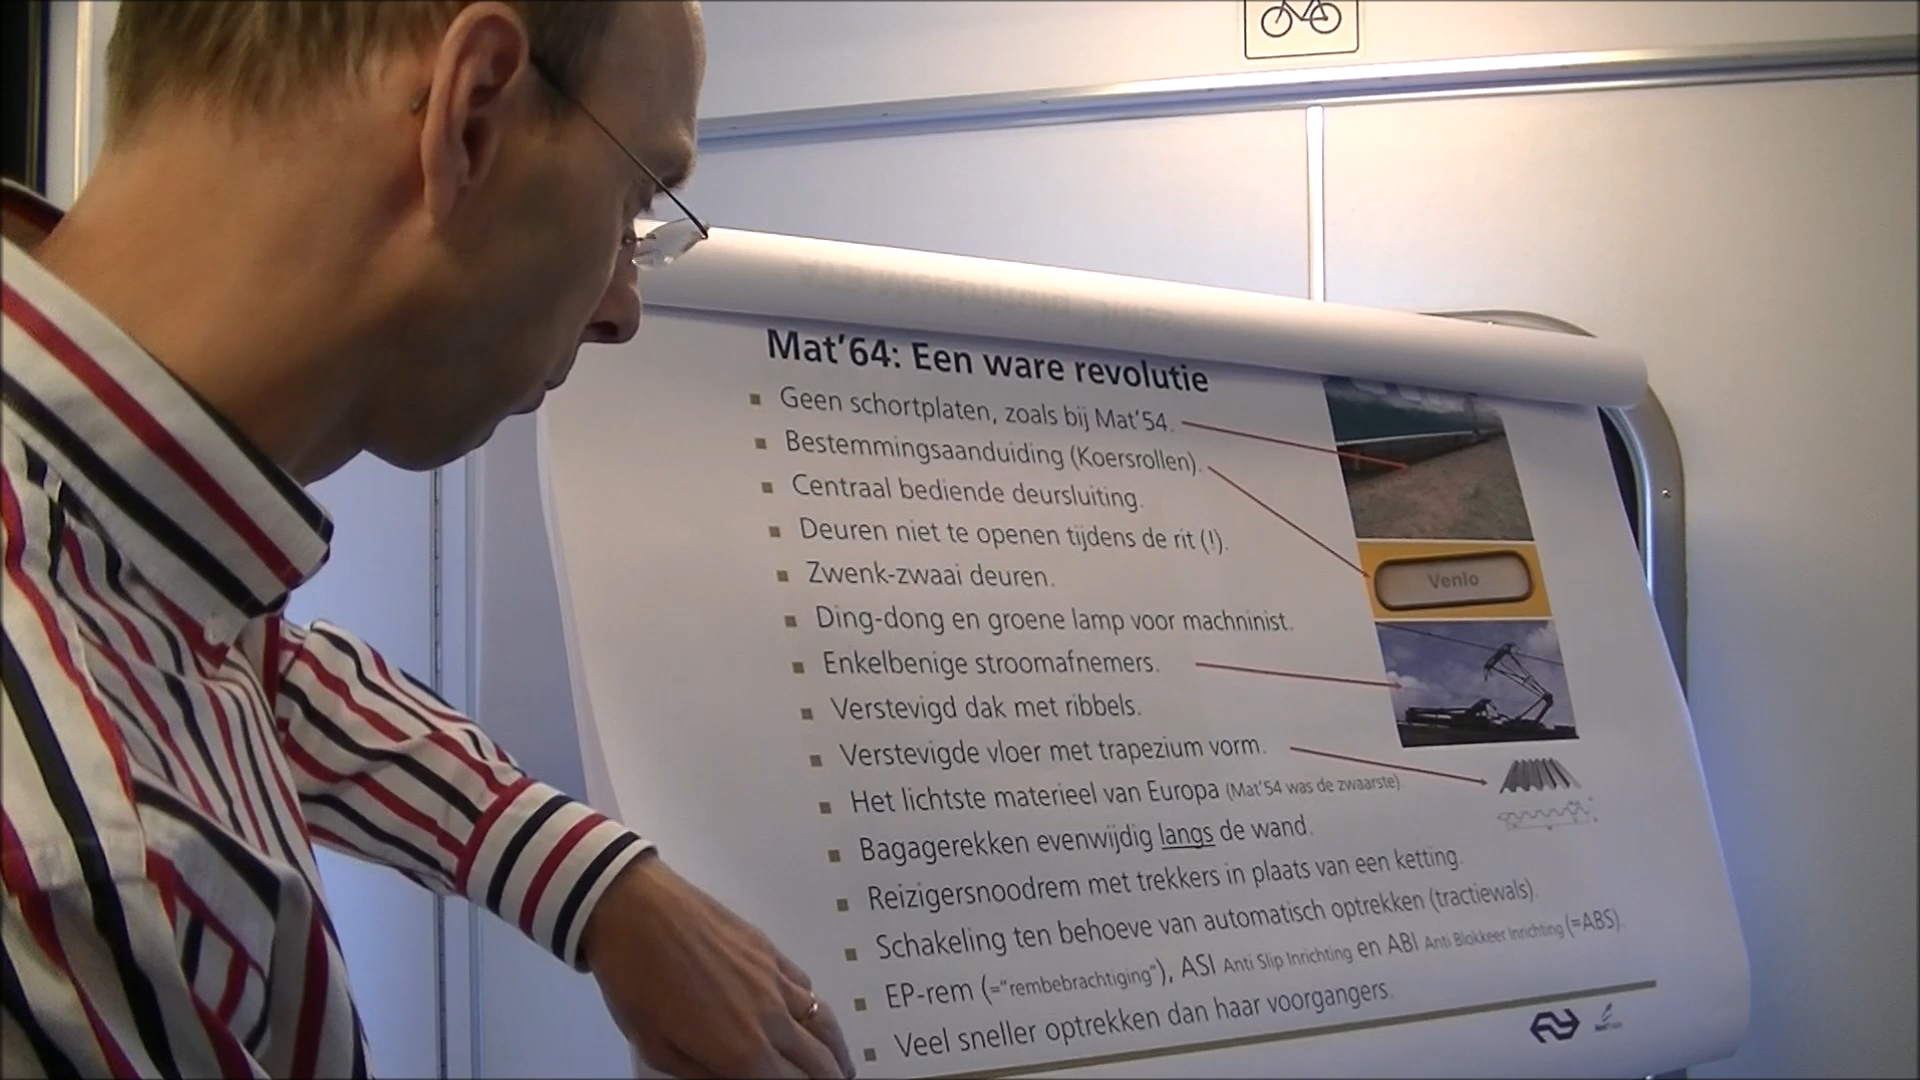 Mat’64: Een ware revolutie
Geen schortplaten, zoals bij Mat’54.
Bestemmingsaanduiding (Koersrollen).
Centraal bediende deursluiting.
Deuren niet te openen tijdens de rit (!).
Zwenk-zwaai deuren.
Ding-dong en groene lamp voor machninist.
Enkelbenige stroomafnemers.
Verstevigd dak met ribbels.
Verstevigde vloer met trapezium vorm.
Het lichtste materieel van Europa (Mat’54 was de zwaarste).
Bagagerekken evenwijdig langs de wand.
Reizigersnoodrem met trekkers in plaats van een ketting.
Schakeling ten behoeve van automatisch optrekken (tractiewals).
EP-rem (=“rembebrachtiging”), ASI Anti Slip Inrichting en ABI Anti Blokkeer Inrichting (=ABS).
Veel sneller optrekken dan haar voorgangers.
Venlo